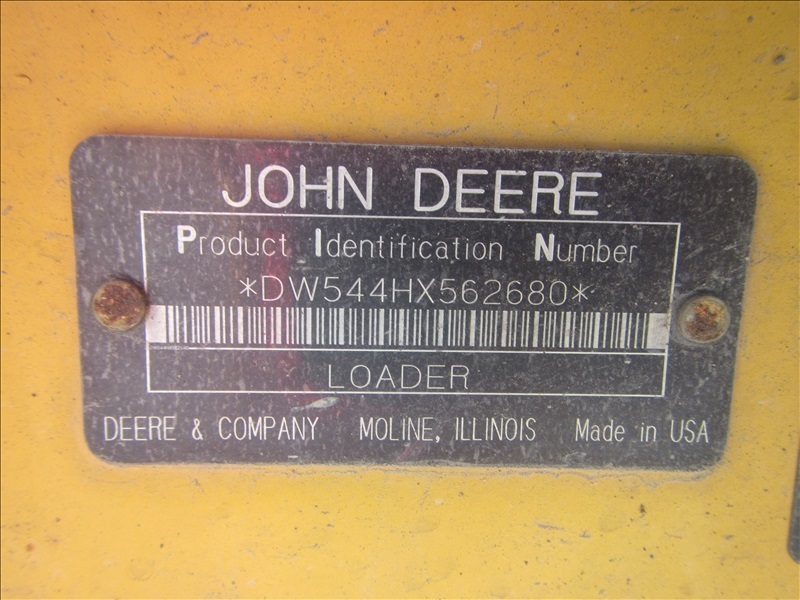 JOHN DEERE
Product Identification Number
*DW544HX562680*
LOADER
DEERE & COMPANY MOLINE, ILLINOIS Made in USA